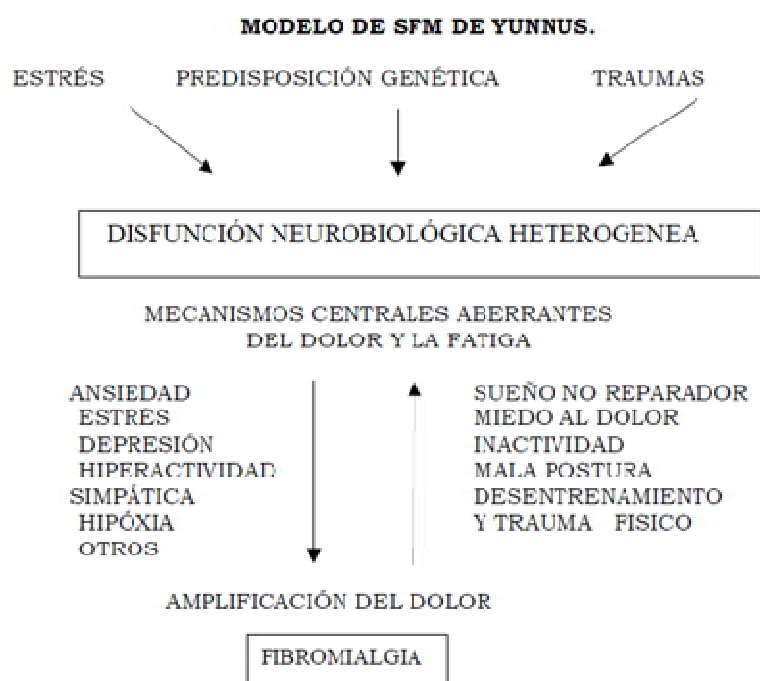 MODELO DE SFM DE YUNNUS.
ESTRÉS PREDISPOSICIÓN GENÉTICA TRAUMAS
DISFUNCIÓN NEUROBIOLÓGICA HETEROGENEA
MECANISMOS CENTRALES ABERRANTES
DEL DOLOR Y LA FATIGA
ANSIEDAD
ESTRÉS
DEPRESIÓN
HIPERACTIVIDAD
SIMPÁTICA
HIPÓXIA
OTROS
SUEÑO NO REPARADOR
MIEDO AL DOLOR
INACTIVIDAD
MALA POSTURA
DESENTRENAMIENTO
Y TRAUMA FISICO
AMPLIFICACIÓN DEL DOLOR
FIBROMIALGIA